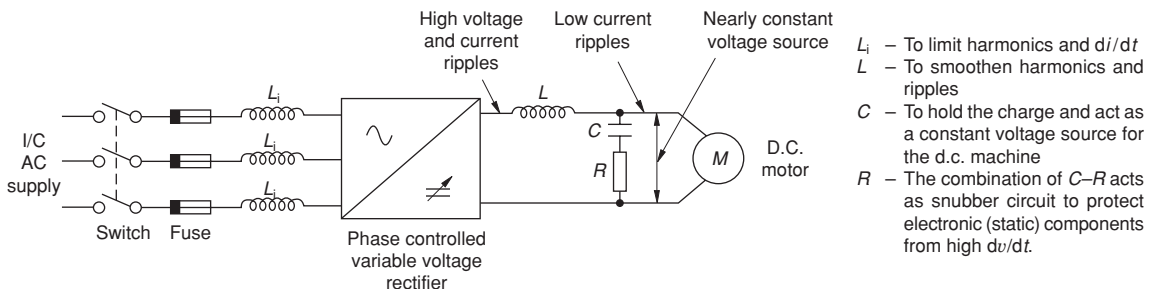 High voltage
and current
ripples
Low current
ripples
Nearly constant
voltage source
I/C
AC
supply
Switch
Fuse
Lᵢ
Lᵢ
Lᵢ
Phase controlled
variable voltage
rectifier
L
C
R
M
D.C.
motor
Lᵢ – To limit harmonics and di/dt
L – To smoothen harmonics and
ripples
C – To hold the charge and act as
a constant voltage source for
the d.c. machine
R – The combination of C–R acts
as snubber circuit to protect
electronic (static) components
from high dv/dt.